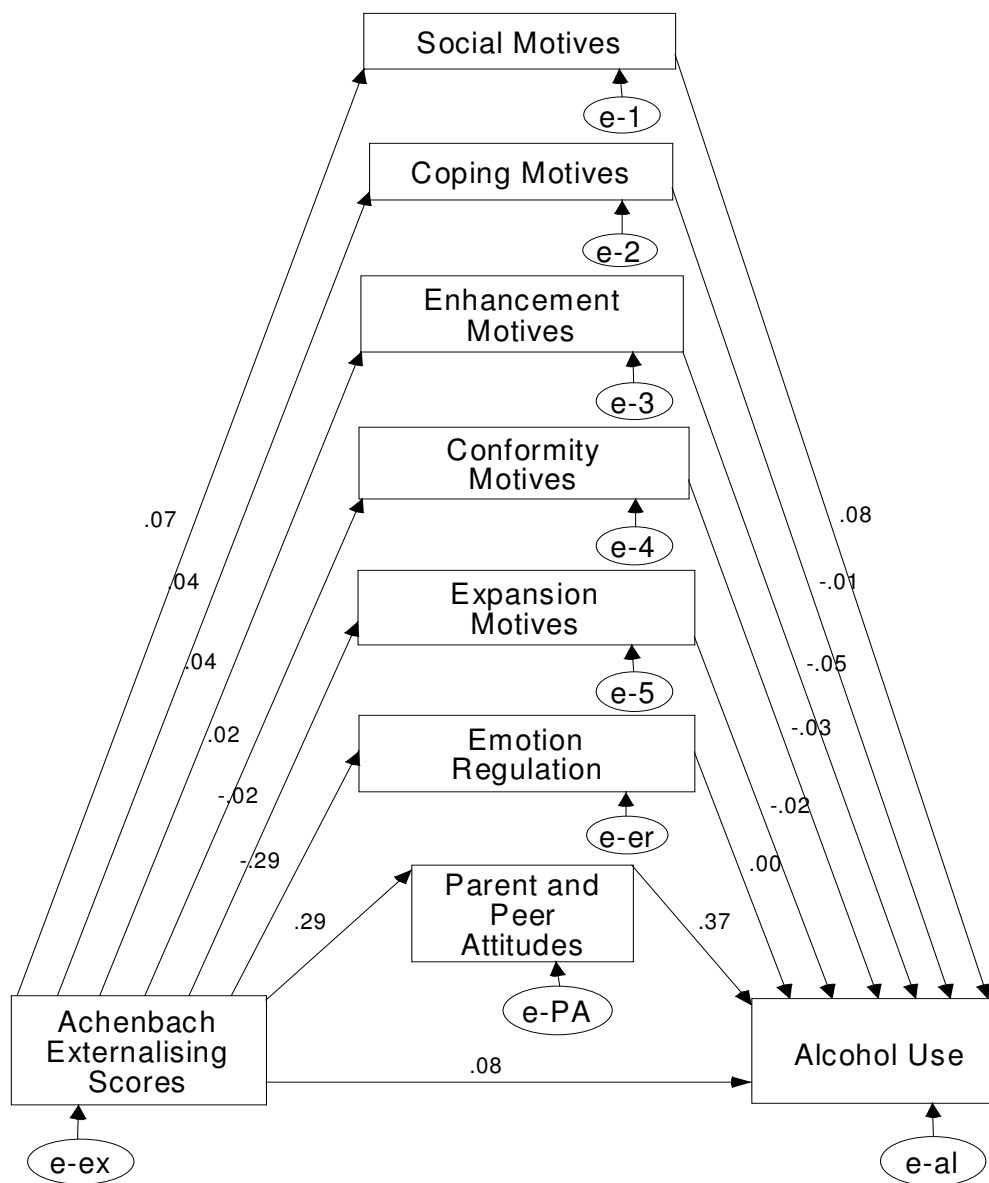 Social Motives
e-1
Coping Motives
e-2
Enhancement
Motives
e-3
Conformity
Motives
e-4
.07
.08
.04
-.01
Expansion
Motives
e-5
.04
-.05
Emotion
Regulation
e-er
.02
-.03
-.02
-.02
-.29
.00
Parent and
Peer
Attitudes
e-PA
.29
.37
Achenbach
Externalising
Scores
.08
Alcohol Use
e-ex
e-al